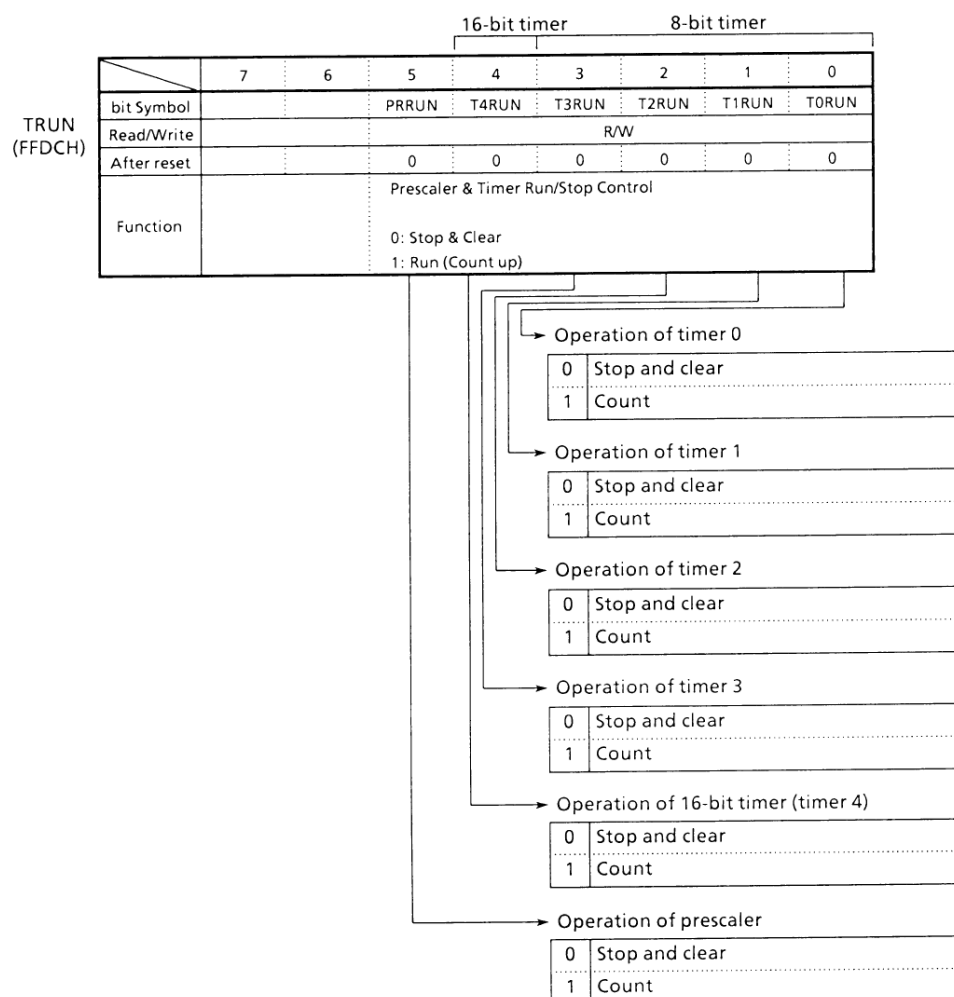 16-bit timer 8-bit timer
7 6 5 4 3 2 1 0
bit Symbol PRRUN T4RUN T3RUN T2RUN T1RUN T0RUN
TRUN
(FFDCH)
Read/Write R/W
After reset 0 0 0 0 0 0
Function
Prescaler & Timer Run/Stop Control
0: Stop & Clear
1: Run (Count up)
Operation of timer 0
0 Stop and clear
1 Count
Operation of timer 1
0 Stop and clear
1 Count
Operation of timer 2
0 Stop and clear
1 Count
Operation of timer 3
0 Stop and clear
1 Count
Operation of 16-bit timer (timer 4)
0 Stop and clear
1 Count
Operation of prescaler
0 Stop and clear
1 Count